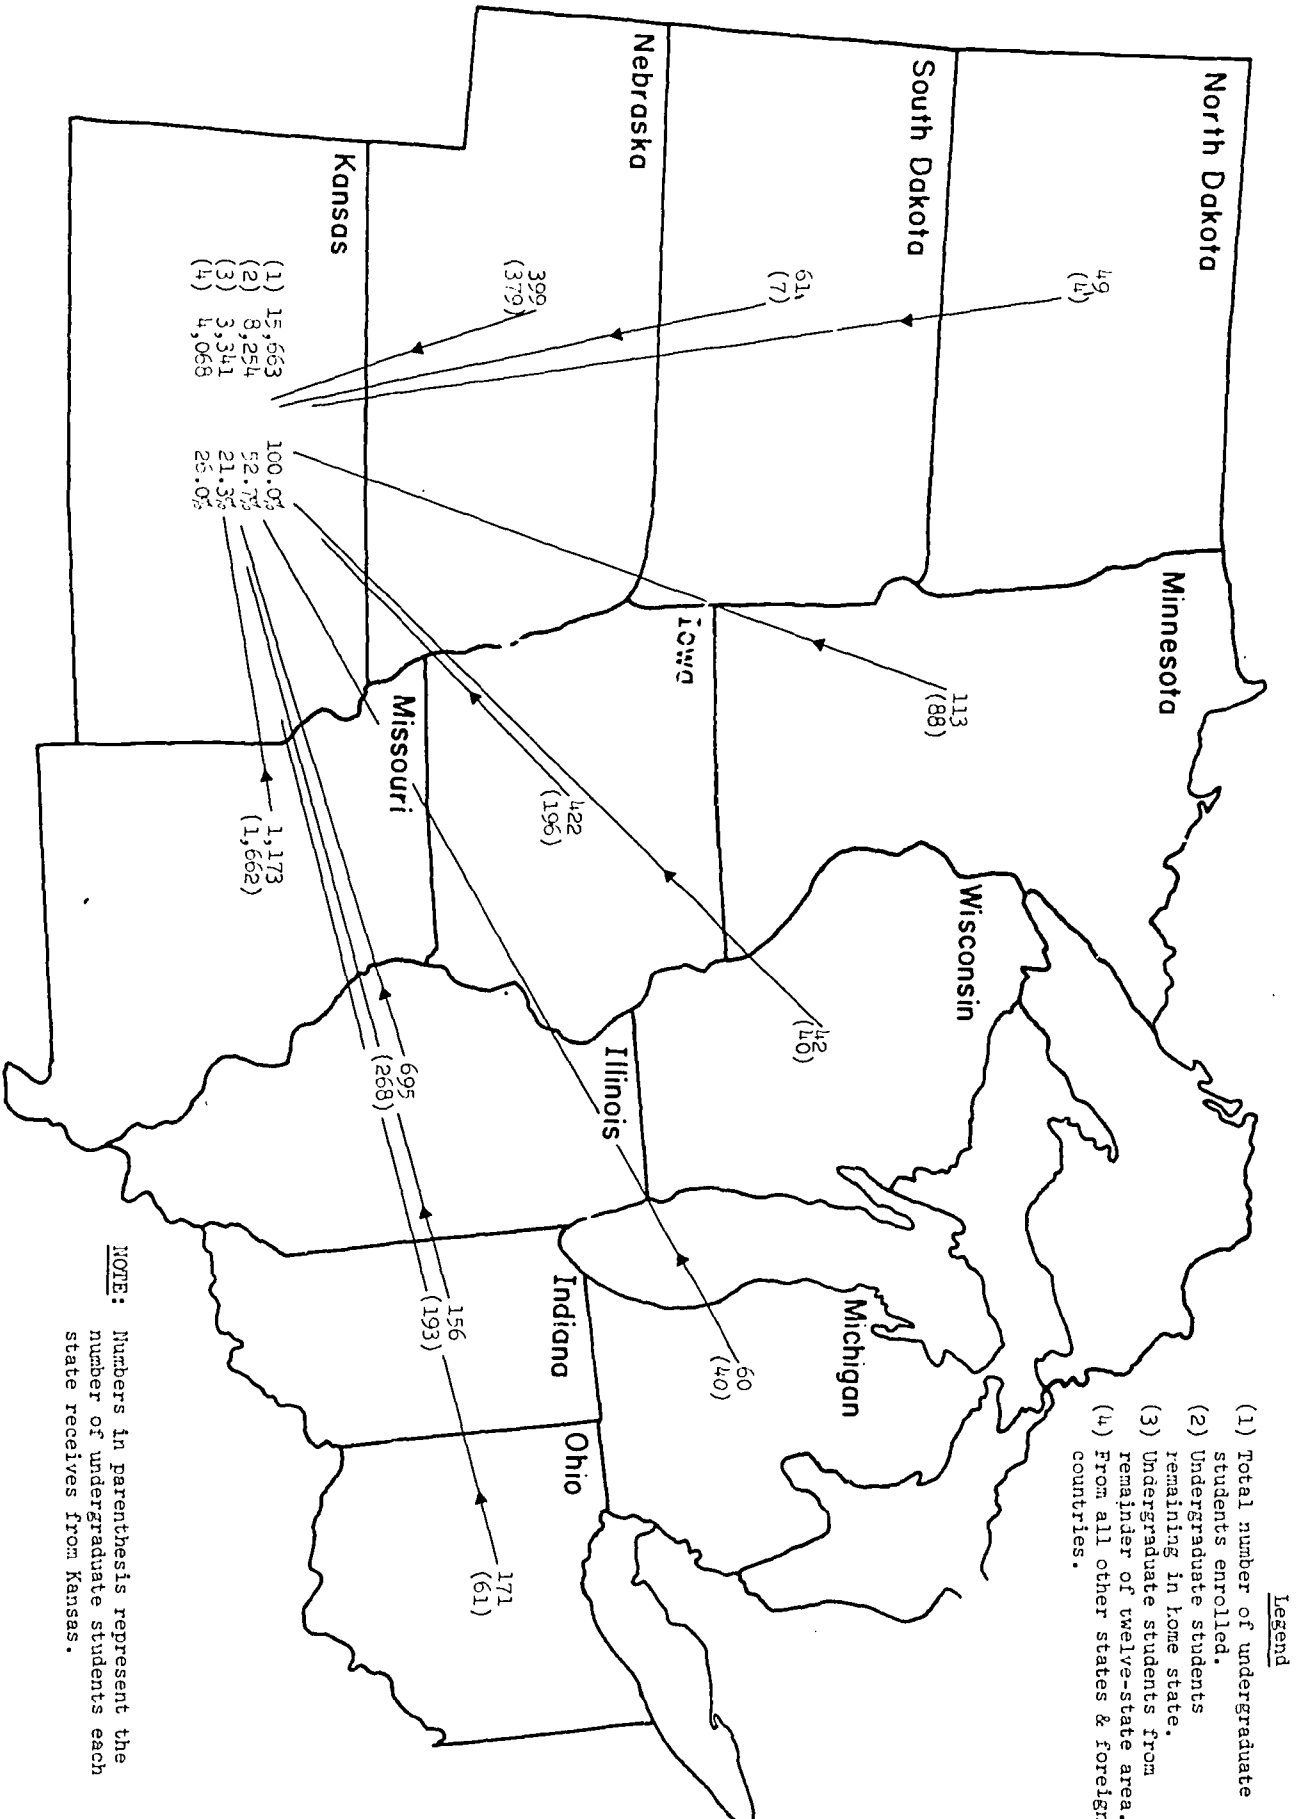 Legend
(1) Total number of undergraduate
students enrolled.
(2) Undergraduate students
remaining in home state.
(3) Undergraduate students from
remainder of twelve-state area.
(4) From all other states & foreign
countries.
North Dakota
49
(4)
Minnesota
113
(88)
South Dakota
61
(7)
Wisconsin
42
(40)
Michigan
60
(40)
Nebraska
399
(379)
Iowa
422
(196)
Illinois
695
(268)
Indiana
156
(193)
Ohio
171
(61)
Missouri
1,173
(1,662)
Kansas
(1) 15,663 100.0%
(2) 8,254 52.7%
(3) 3,341 21.3%
(4) 4,068 26.0%
NOTE: Numbers in parenthesis represent the
number of undergraduate students each
state receives from Kansas.